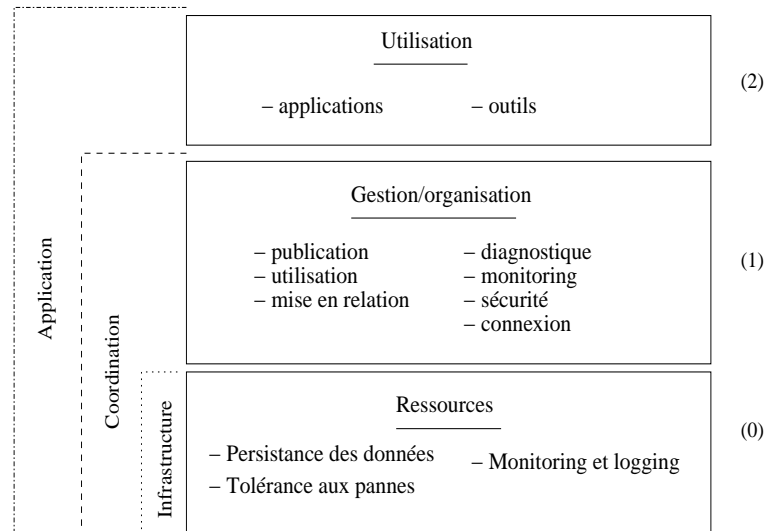 Utilisation
– applications
– outils
(2)
Gestion/organisation
– publication
– utilisation
– mise en relation
– diagnostique
– monitoring
– sécurité
– connexion
(1)
Ressources
– Persistance des données
– Tolérance aux pannes
– Monitoring et logging
(0)
Application
Coordination
Infrastructure